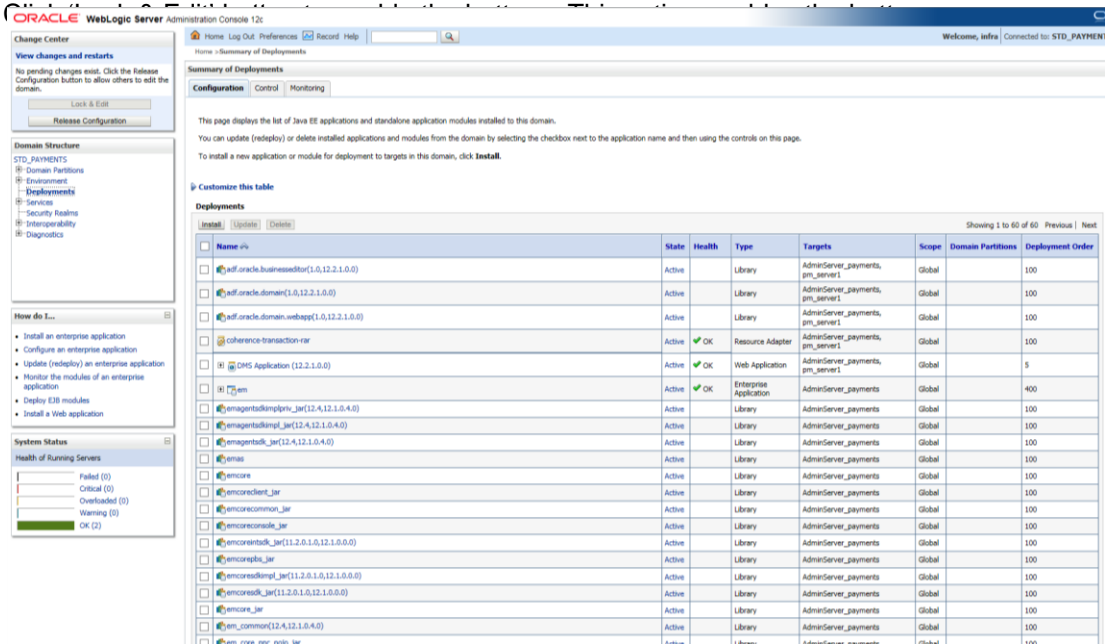 ORACLE WebLogic Server Administration Console 12c
Change Center
View changes and restarts
No pending changes exist. Click the Release
Configuration button to allow others to edit the
domain.
Lock & Edit
Release Configuration
Domain Structure
STD_PAYMENTS
Domain Partitions
Environment
Deployments
Services
Security Realms
Interoperability
Diagnostics
How do I...
Install an enterprise application
Configure an enterprise application
Update (redeploy) an enterprise application
Monitor the modules of an enterprise
application
Deploy EJB modules
Install a Web application
System Status
Health of Running Servers
Failed (0)
Critical (0)
Overloaded (0)
Warning (0)
OK (2)
Home Log Out Preferences Record Help
Welcome, infra Connected to: STD_PAYMENT
Home >Summary of Deployments
Summary of Deployments
Configuration Control Monitoring
This page displays the list of Java EE applications and standalone application modules installed to this domain.
You can update (redeploy) or delete installed applications and modules from the domain by selecting the checkbox next to the application name and then using the controls on this page.
To install a new application or module for deployment to targets in this domain, click Install.
Customize this table
Deployments
Install Update Delete Showing 1 to 60 of 60 Previous | Next
Name State Health Type Targets Scope Domain Partitions Deployment Order
adf.oracle.businesseditor(1.0,12.2.1.0.0) Active Library AdminServer_payments, pm_server1 Global 100
adf.oracle.domain(1.0,12.2.1.0.0) Active Library AdminServer_payments, pm_server1 Global 100
adf.oracle.domain.webapp(1.0,12.2.1.0.0) Active Library AdminServer_payments, pm_server1 Global 100
coherence-transaction-rar Active OK Resource Adapter AdminServer_payments, pm_server1 Global 100
DMS Application (12.2.1.0.0) Active OK Web Application AdminServer_payments, pm_server1 Global 5
em Active OK Enterprise Application AdminServer_payments Global 400
emagentsdkimplpriv_jar(12.4,12.1.0.4.0) Active Library AdminServer_payments Global 100
emagentsdkimpl_jar(12.4,12.1.0.4.0) Active Library AdminServer_payments Global 100
emagentsdk_jar(12.4,12.1.0.4.0) Active Library AdminServer_payments Global 100
emas Active Library AdminServer_payments Global 100
emcore Active Library AdminServer_payments Global 100
emcoreclient_jar Active Library AdminServer_payments Global 100
emcorecommon_jar Active Library AdminServer_payments Global 100
emcoreconsole_jar Active Library AdminServer_payments Global 100
emcoreintsdk_jar(11.2.0.1.0,12.1.0.0.0) Active Library AdminServer_payments Global 100
emcorepbs_jar Active Library AdminServer_payments Global 100
emcoresdkimpl_jar(11.2.0.1.0,12.1.0.0.0) Active Library AdminServer_payments Global 100
emcoresdk_jar(11.2.0.1.0,12.1.0.0.0) Active Library AdminServer_payments Global 100
emcore_jar Active Library AdminServer_payments Global 100
em_common(12.4,12.1.0.4.0) Active Library AdminServer_payments Global 100